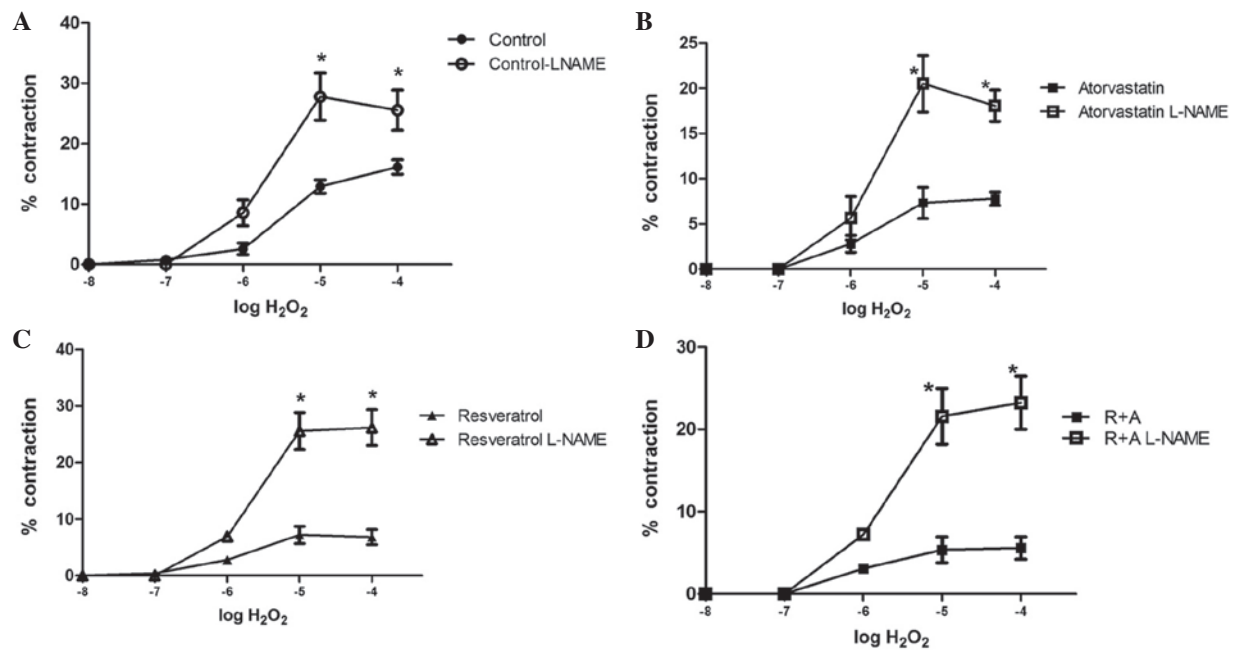 A
% contraction
40
30
20
10
0
-8 -7 -6 -5 -4
log H₂O₂
* *
Control
Control-LNAME
B
% contraction
25
20
15
10
5
0
-8 -7 -6 -5 -4
log H₂O₂
* *
Atorvastatin
Atorvastatin L-NAME
C
% contraction
40
30
20
10
0
-8 -7 -6 -5 -4
log H₂O₂
* *
Resveratrol
Resveratrol L-NAME
D
% contraction
30
20
10
0
-8 -7 -6 -5 -4
log H₂O₂
* *
R+A
R+A L-NAME